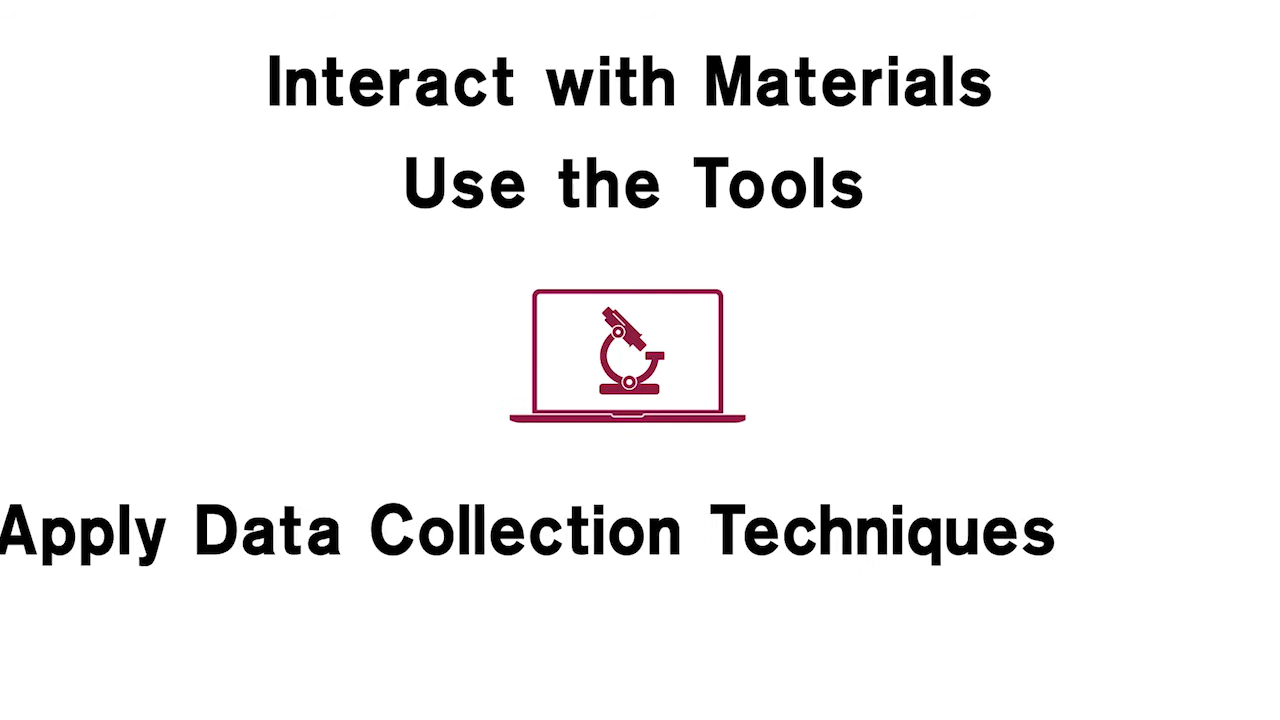 Interact with Materials
Use the Tools
Apply Data Collection Techniques